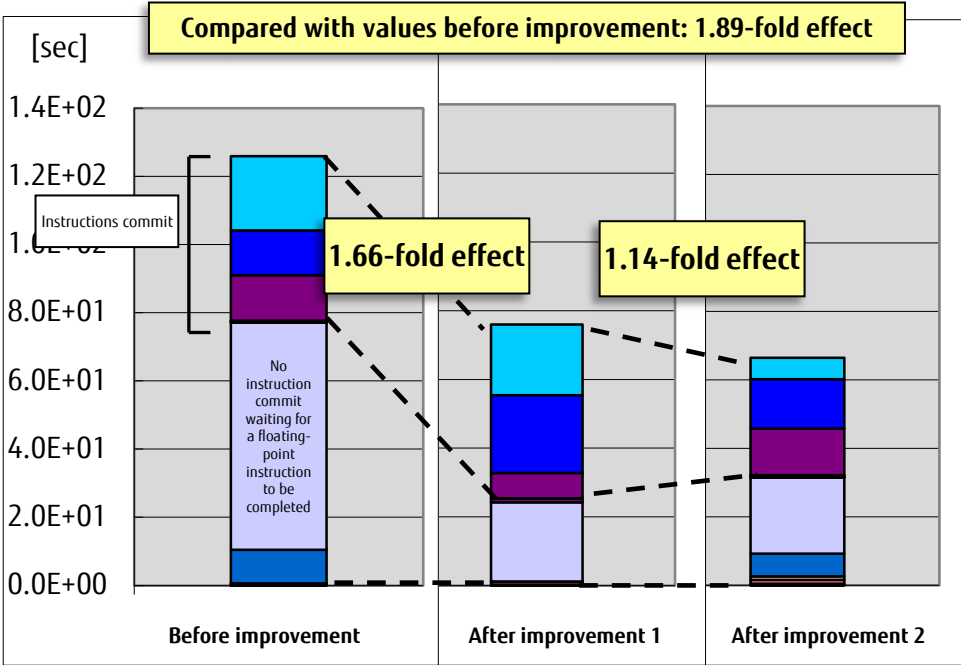 Compared with values before improvement: 1.89-fold effect
[sec]
1.4E+02
1.2E+02
1.0E+02
8.0E+01
6.0E+01
4.0E+01
2.0E+01
0.0E+00
Instructions commit
1.66-fold effect
1.14-fold effect
No
instruction
commit
waiting for
a floating-
point
instruction
to be
completed
Before improvement
After improvement 1
After improvement 2